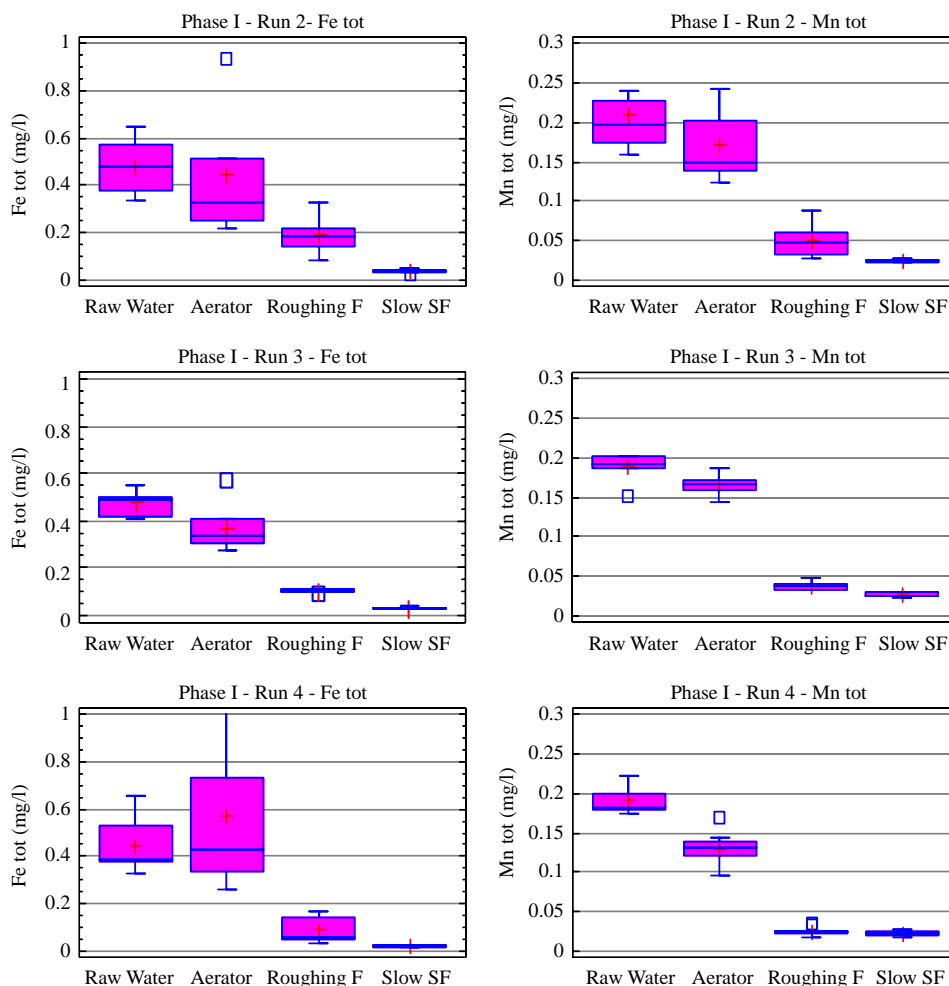 Phase I - Run 2- Fe tot
Fe tot (mg/l)
1
0.8
0.6
0.4
0.2
0
Raw Water Aerator Roughing F Slow SF
Phase I - Run 2 - Mn tot
Mn tot (mg/l)
0.3
0.25
0.2
0.15
0.1
0.05
0
Raw Water Aerator Roughing F Slow SF
Phase I - Run 3 - Fe tot
Fe tot (mg/l)
1
0.8
0.6
0.4
0.2
0
Raw Water Aerator Roughing F Slow SF
Phase I - Run 3 - Mn tot
Mn tot (mg/l)
0.3
0.25
0.2
0.15
0.1
0.05
0
Raw Water Aerator Roughing F Slow SF
Phase I - Run 4 - Fe tot
Fe tot (mg/l)
1
0.8
0.6
0.4
0.2
0
Raw Water Aerator Roughing F Slow SF
Phase I - Run 4 - Mn tot
Mn tot (mg/l)
0.3
0.25
0.2
0.15
0.1
0.05
0
Raw Water Aerator Roughing F Slow SF